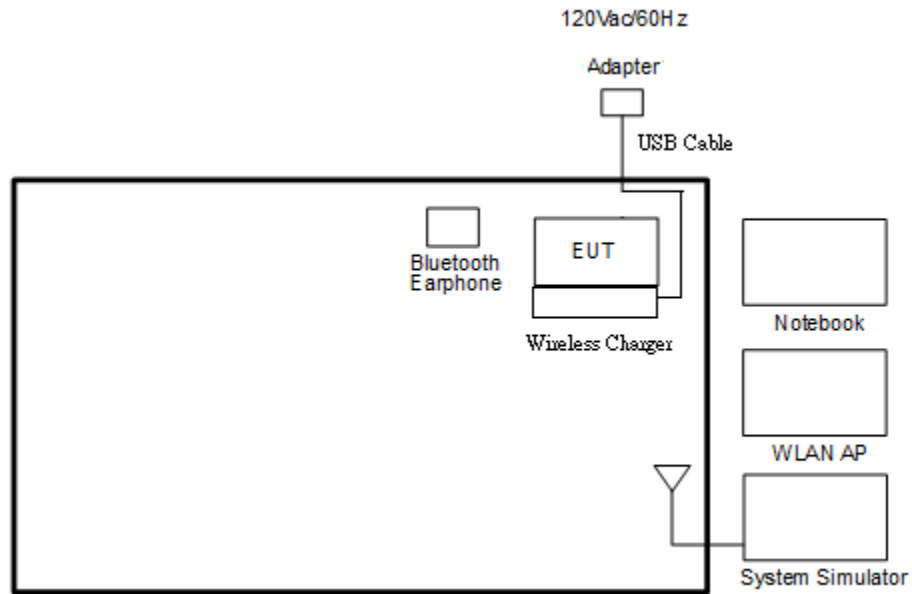 120Vac/60Hz
Adapter
USB Cable
Bluetooth
Earphone
EUT
Wireless Charger
Notebook
WLAN AP
System Simulator